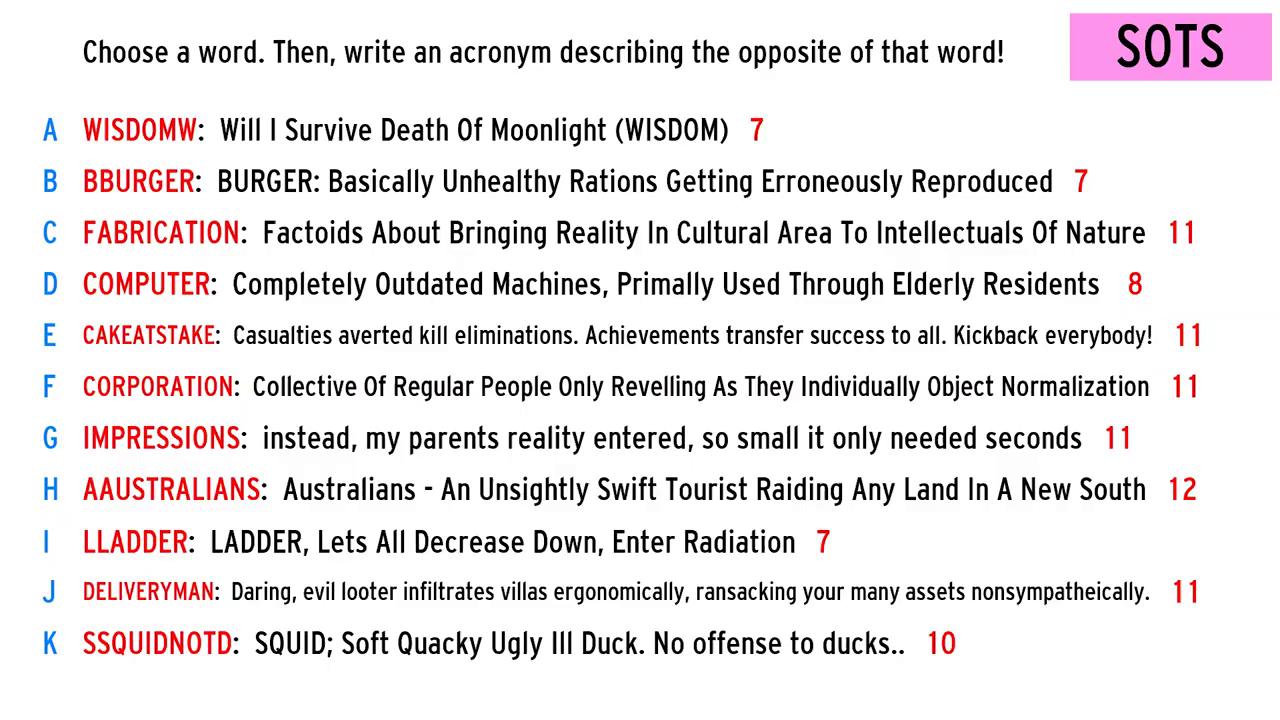 Choose a word. Then, write an acronym describing the opposite of that word!
SOTS
A WISDOMW: Will I Survive Death Of Moonlight (WISDOM) 7
B BBURGER: BURGER: Basically Unhealthy Rations Getting Erroneously Reproduced 7
C FABRICATION: Factoids About Bringing Reality In Cultural Area To Intellectuals Of Nature 11
D COMPUTER: Completely Outdated Machines, Primally Used Through Elderly Residents 8
E CAKEATSTAKE: Casualties averted kill eliminations. Achievements transfer success to all. Kickback everybody! 11
F CORPORATION: Collective Of Regular People Only Revelling As They Individually Object Normalization 11
G IMPRESSIONS: instead, my parents reality entered, so small it only needed seconds 11
H AAUSTRALIANS: Australians - An Unsightly Swift Tourist Raiding Any Land In A New South 12
I LLADDER: LADDER, Lets All Decrease Down, Enter Radiation 7
J DELIVERYMAN: Daring, evil looter infiltrates villas ergonomically, ransacking your many assets nonsympatheically. 11
K SSQUIDNOTD: SQUID; Soft Quacky Ugly Ill Duck. No offense to ducks.. 10